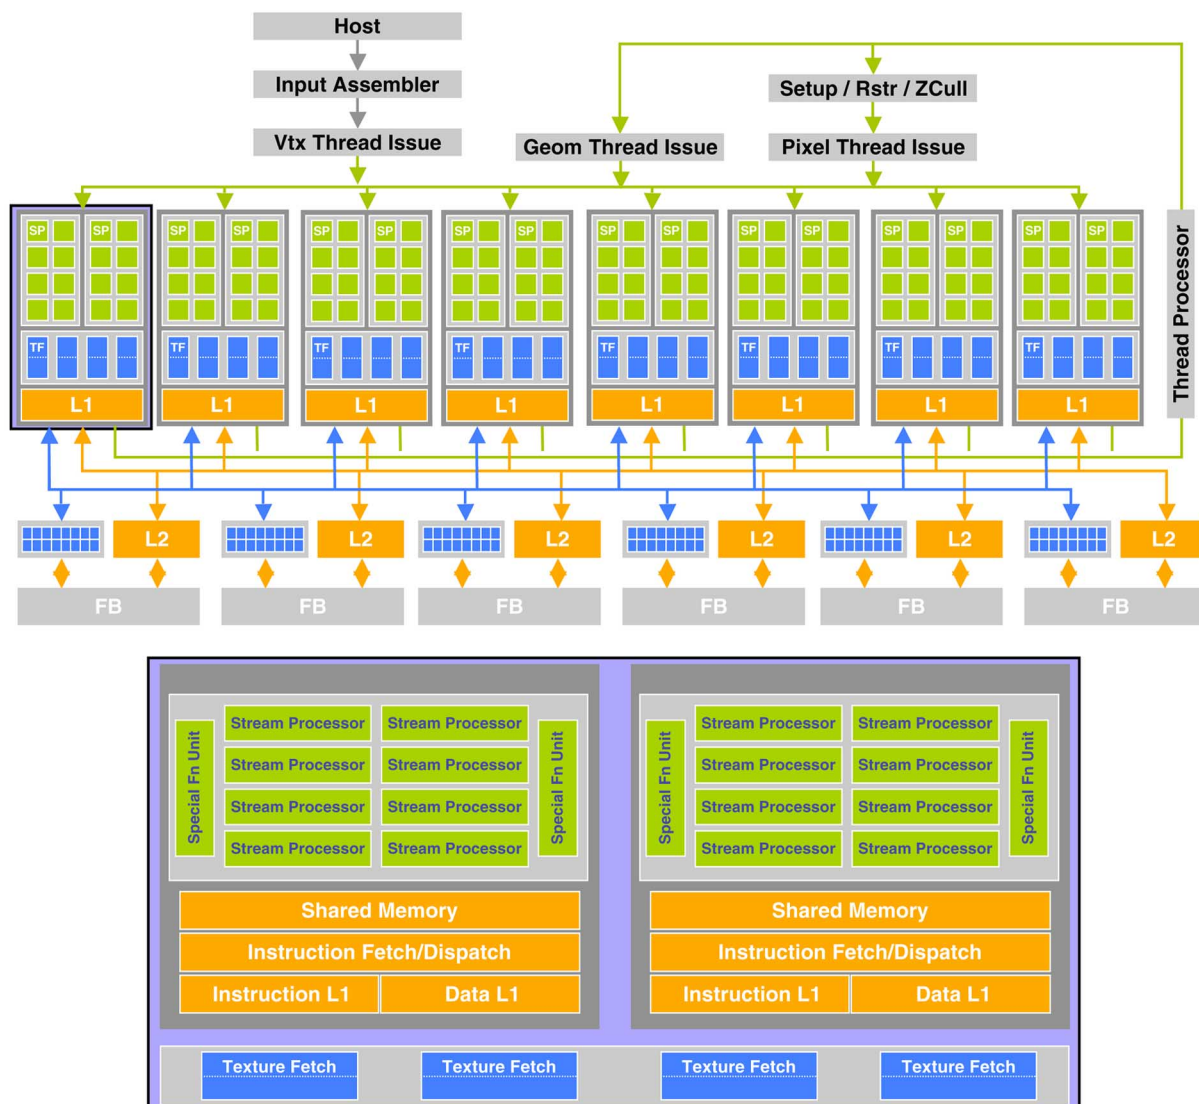 Host
Input Assembler
Setup / Rstr / ZCull
Vtx Thread Issue
Geom Thread Issue
Pixel Thread Issue
SP SP SP SP SP SP SP SP SP SP SP SP SP SP SP SP
Thread Processor
TF TF TF TF TF TF TF TF
L1 L1 L1 L1 L1 L1 L1 L1
L2 L2 L2 L2 L2 L2
FB FB FB FB FB FB
Special Fn Unit
Stream Processor Stream Processor
Stream Processor Stream Processor
Stream Processor Stream Processor
Stream Processor Stream Processor
Special Fn Unit
Shared Memory
Instruction Fetch/Dispatch
Instruction L1 Data L1
Special Fn Unit
Stream Processor Stream Processor
Stream Processor Stream Processor
Stream Processor Stream Processor
Stream Processor Stream Processor
Special Fn Unit
Shared Memory
Instruction Fetch/Dispatch
Instruction L1 Data L1
Texture Fetch Texture Fetch Texture Fetch Texture Fetch